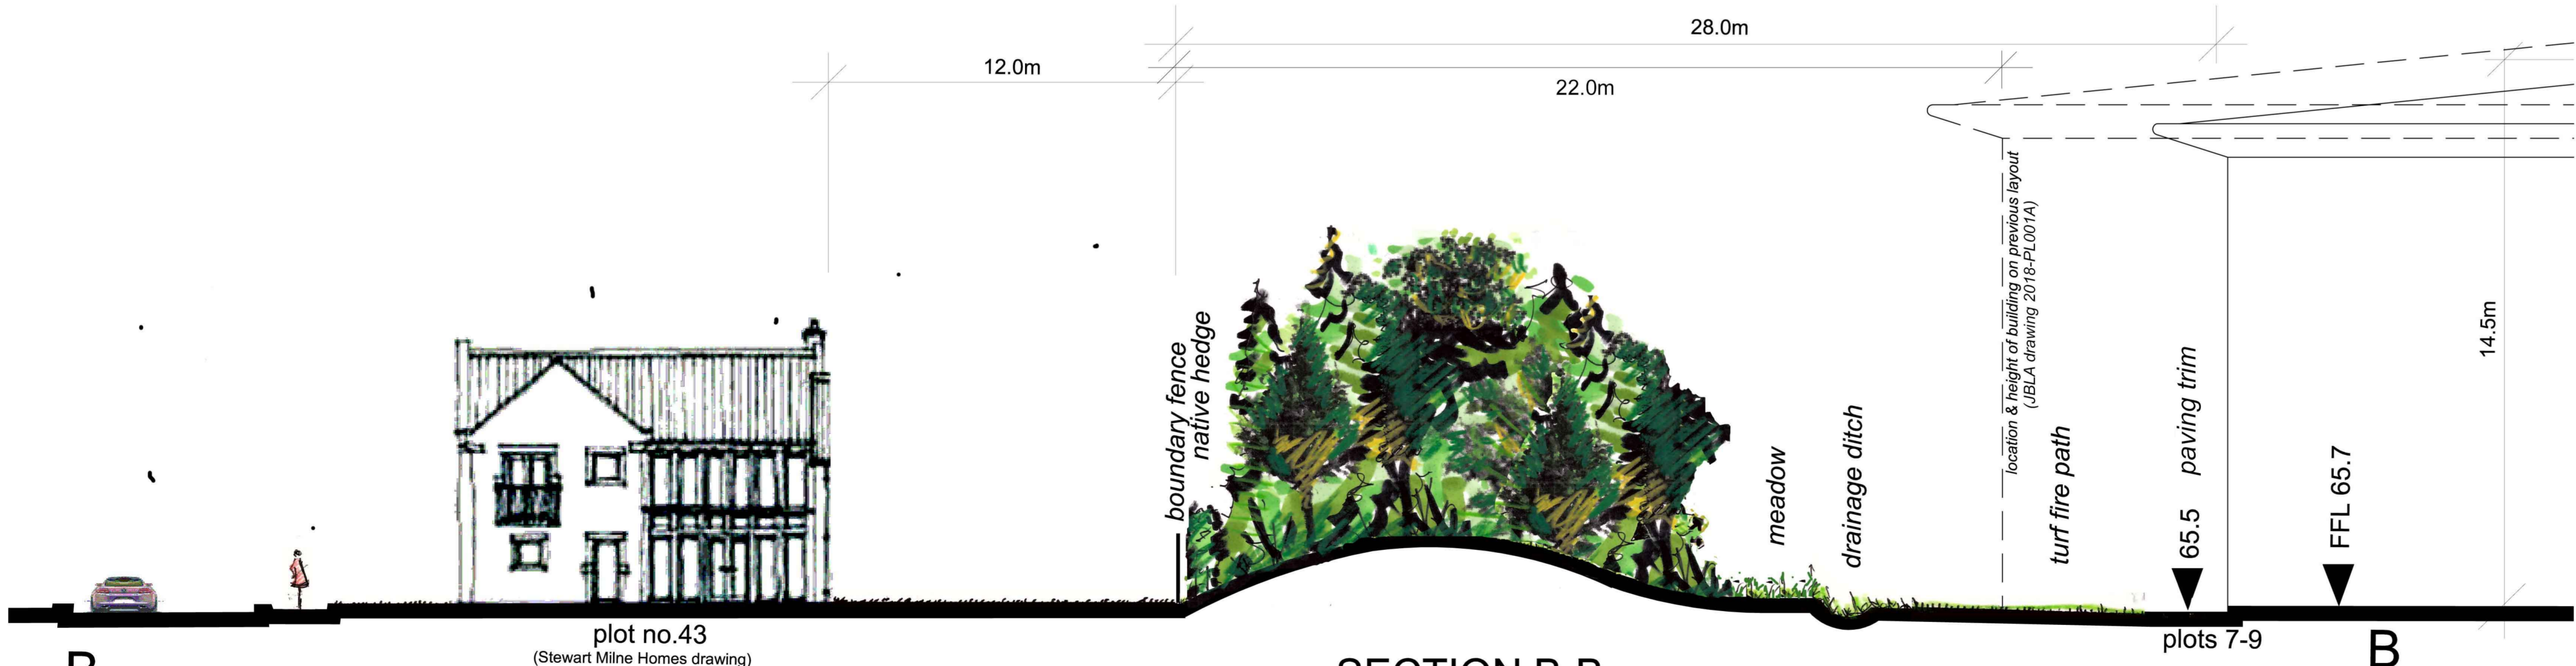 28.0m
12.0m
22.0m
location & height of building on previous layout
(JBLA drawing 2018-PL001A)
boundary fence
native hedge
meadow
drainage ditch
turf fire path
65.5 paving trim
FFL 65.7
14.5m
plot no.43
(Stewart Milne Homes drawing)
plots 7-9
B
SECTION B-B
B